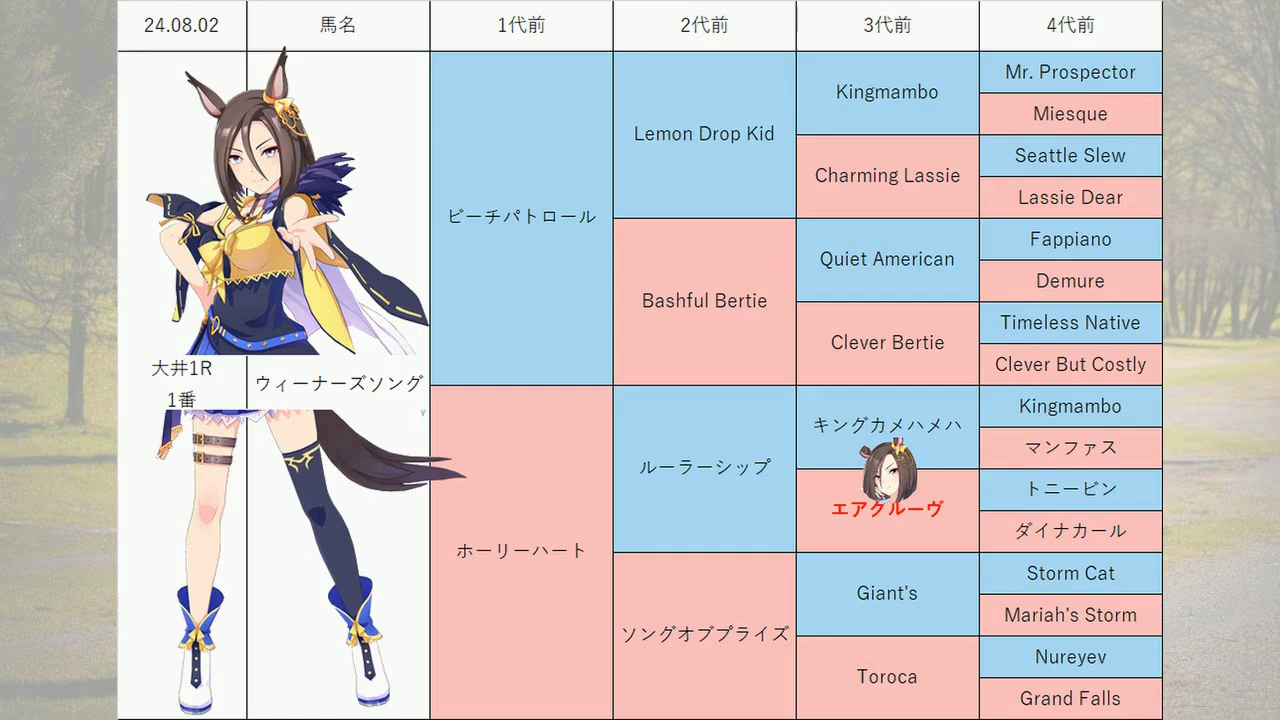 24.08.02
馬名
1代前
2代前
3代前
4代前
大井1R
1番
ウィーナーズソング
ビーチパトロール
ホーリーハート
Lemon Drop Kid
Bashful Bertie
ルーラーシップ
ソングオブプライズ
Kingmambo
Charming Lassie
Quiet American
Clever Bertie
キングカメハメハ
エアグルーヴ
Giant's
Toroca
Mr. Prospector
Miesque
Seattle Slew
Lassie Dear
Fappiano
Demure
Timeless Native
Clever But Costly
Kingmambo
マンファス
トニービン
ダイナカール
Storm Cat
Mariah's Storm
Nureyev
Grand Falls